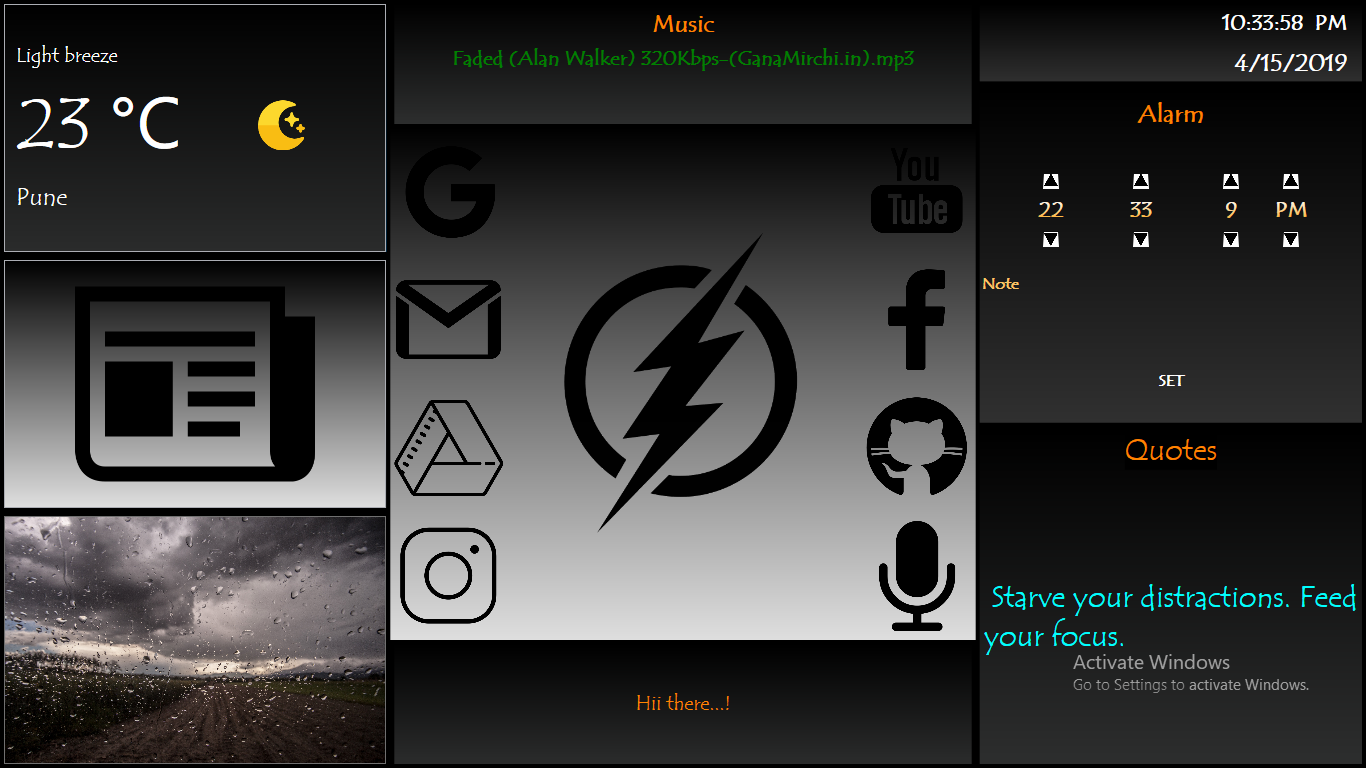 Light breeze
23 °C
Pune
Music
Faded (Alan Walker) 320Kbps-(GanaMirchi.in).mp3
G
You
Tube
Hii there...!
10:33:58 PM
4/15/2019
Alarm
22 33 9 PM
Note
SET
Quotes
Starve your distractions. Feed
your focus.
Activate Windows
Go to Settings to activate Windows.